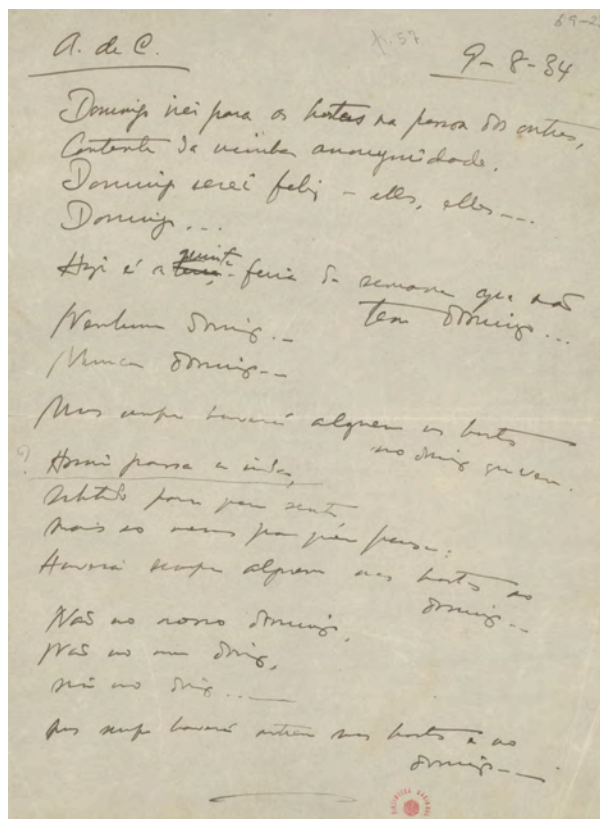 A. de C.
9-8-34
Domingo irei para as hortas na pessoa dos outros,
Contente da minha anonymidade.
Domingo serei feliz – elles, elles...
Domingo...
Hoje é a quinta-feira da semana que não
tem domingo...
Nenhum domingo...
Nunca domingo...
Mas sempre haverá alguem nas hortas
no domingo que vem.
Assim passa a vida,
Subtil para quem sente,
Mais ou menos para quem pensa:
Haverá sempre alguem nas hortas ao
domingo...
Não no nosso domingo,
Não no meu domingo,
Não no domingo...
Mas sempre haverá outros nas hortas e ao
domingo...